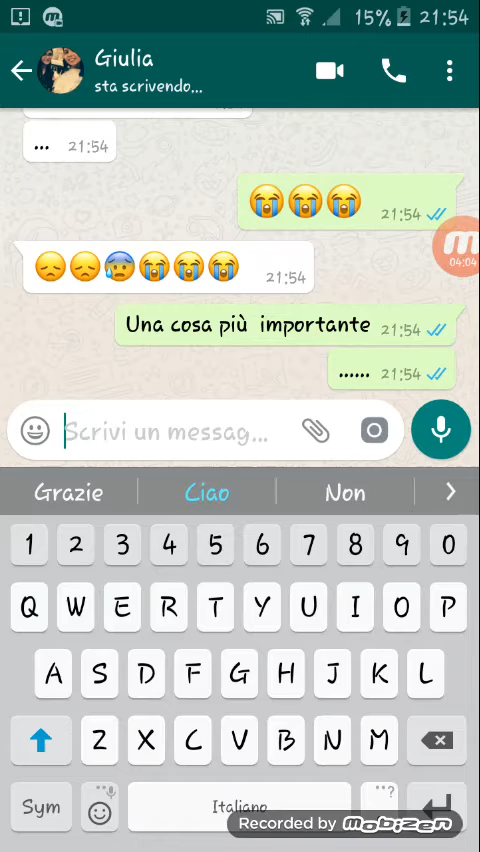 15% 21:54
Giulia
sta scrivendo...
... 21:54
😭😭😭 21:54
😞😞😰😭😭😭 21:54
Una cosa più importante 21:54
...... 21:54
Scrivi un messag...
Grazie Ciao Non
1 2 3 4 5 6 7 8 9 0
Q W E R T Y U I O P
A S D F G H J K L
Z X C V B N M
Sym Italiano ..?
04:04
Recorded by mobizen